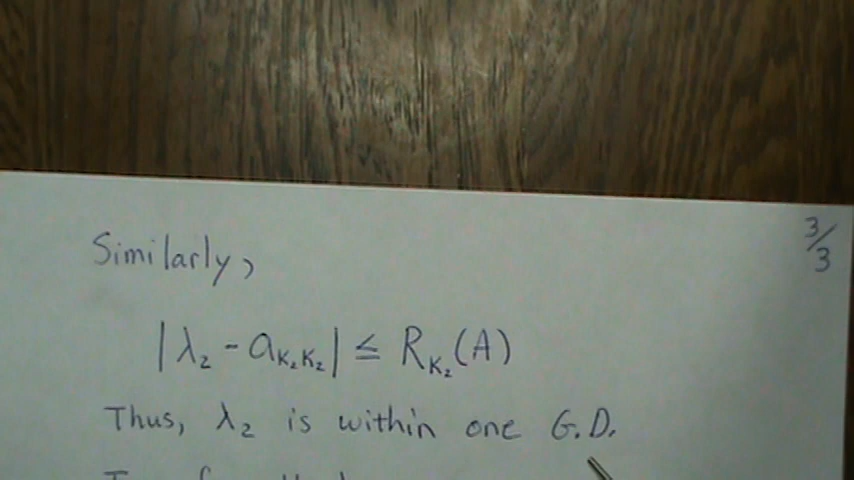 3/3
Similarly,
|λ₂ - a_{K₂K₂}| ≤ R_{K₂}(A)
Thus, λ₂ is within one G.D.